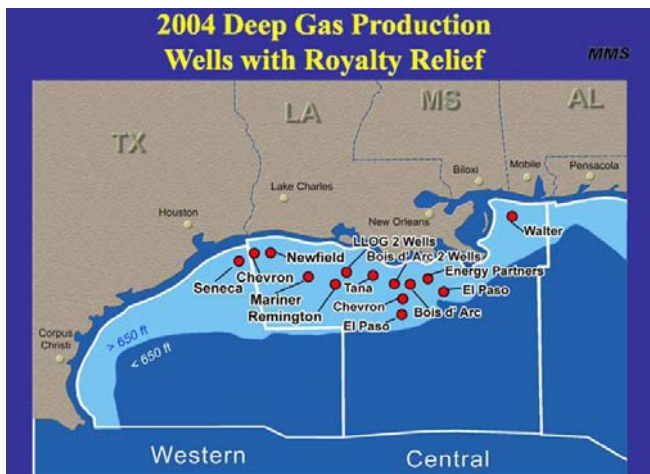 2004 Deep Gas Production
Wells with Royalty Relief
MMS
TX
LA
MS
AL
Houston
Lake Charles
New Orleans
Biloxi
Mobile
Pensacola
Corpus
Christi
Walter
LLOG 2 Wells
Newfield
Bois d' Arc 2 Wells
Chevron
Seneca
Energy Partners
Mariner
Tana
El Paso
Remington
Chevron
Bois d' Arc
El Paso
> 650 ft
< 650 ft
Western
Central